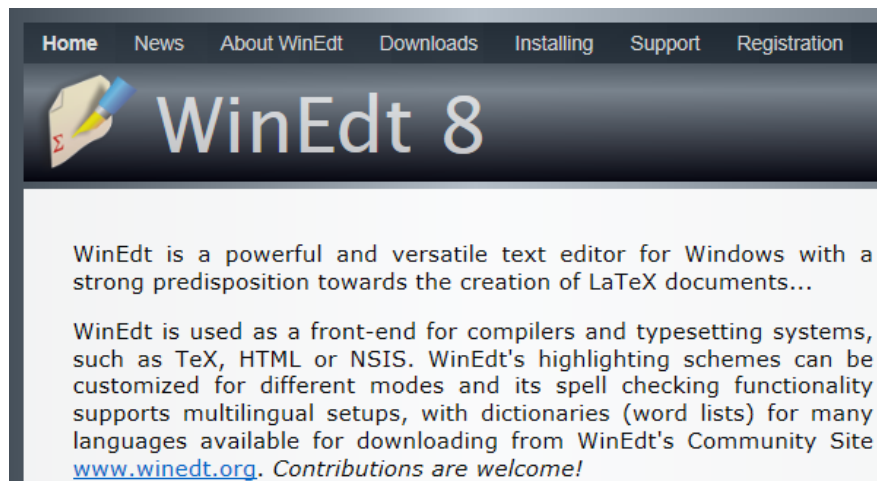 Home News About WinEdt Downloads Installing Support Registration
Σ
WinEdt 8
WinEdt is a powerful and versatile text editor for Windows with a
strong predisposition towards the creation of LaTeX documents...
WinEdt is used as a front-end for compilers and typesetting systems,
such as TeX, HTML or NSIS. WinEdt's highlighting schemes can be
customized for different modes and its spell checking functionality
supports multilingual setups, with dictionaries (word lists) for many
languages available for downloading from WinEdt's Community Site
www.winedt.org. Contributions are welcome!